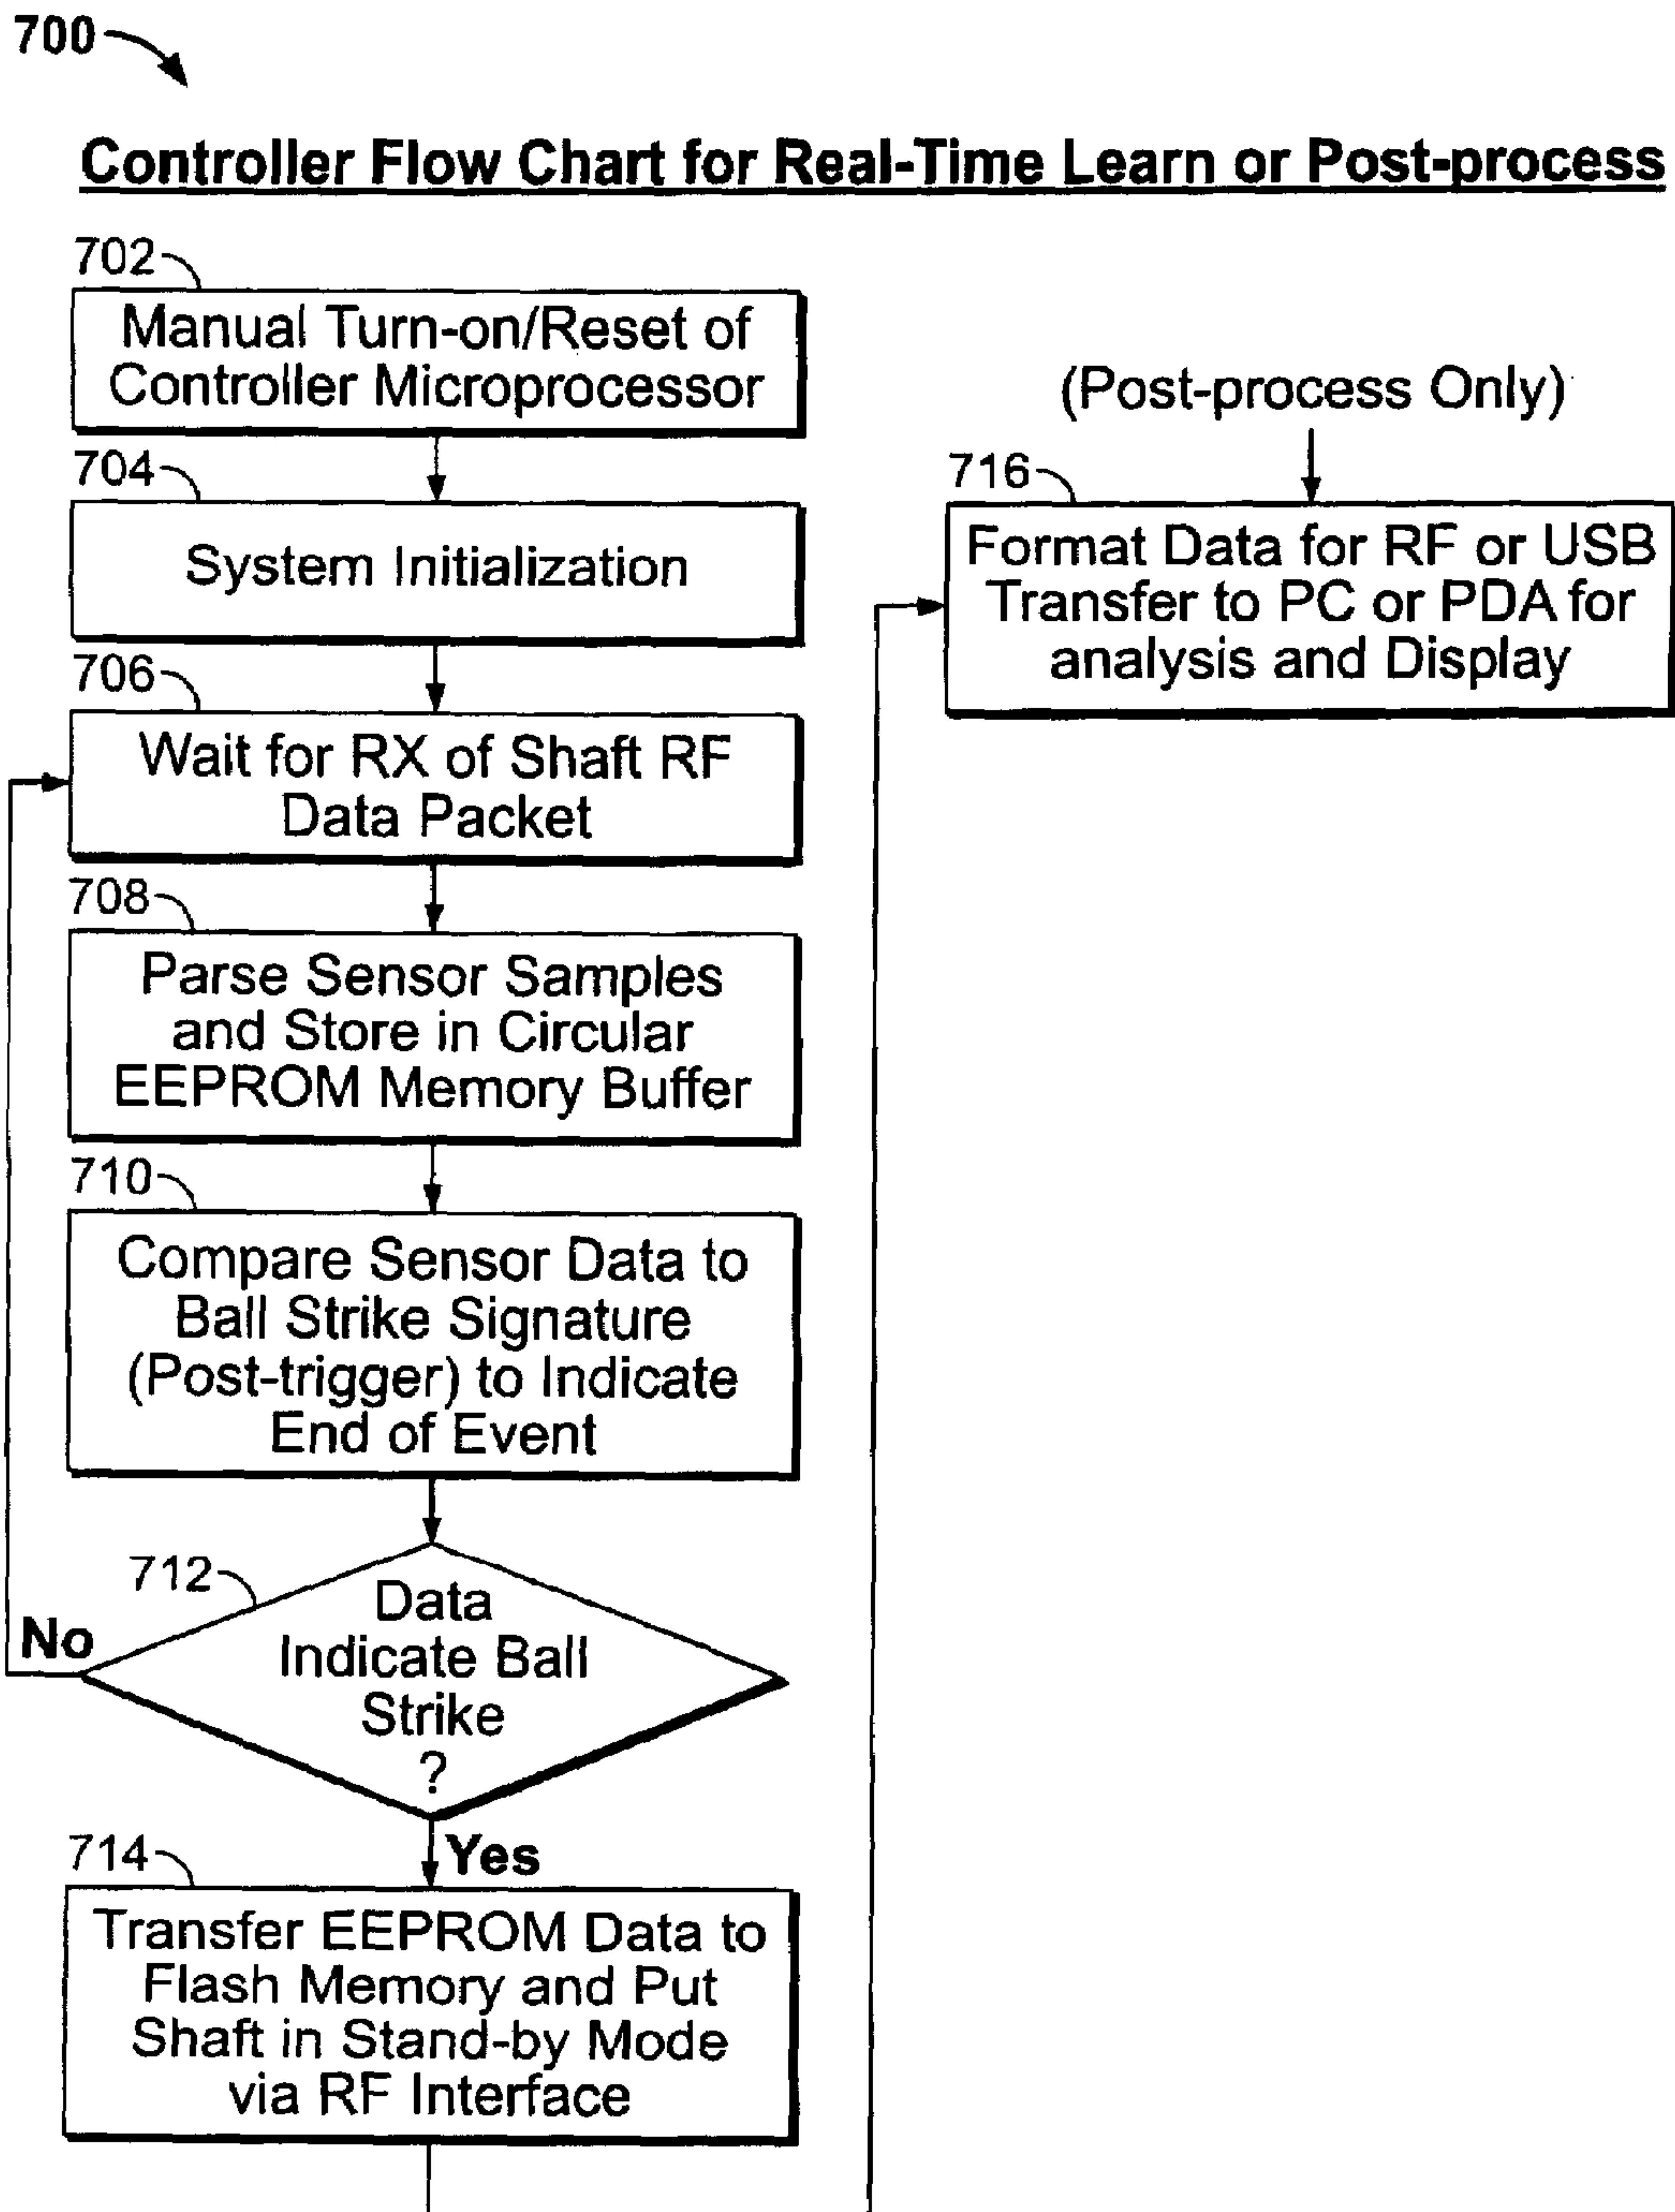 700
Controller Flow Chart for Real-Time Learn or Post-process
702
Manual Turn-on/Reset of
Controller Microprocessor
704
System Initialization
706
Wait for RX of Shaft RF
Data Packet
708
Parse Sensor Samples
and Store in Circular
EEPROM Memory Buffer
710
Compare Sensor Data to
Ball Strike Signature
(Post-trigger) to Indicate
End of Event
712
Data
Indicate Ball
Strike
?
No
Yes
714
Transfer EEPROM Data to
Flash Memory and Put
Shaft in Stand-by Mode
via RF Interface
(Post-process Only)
716
Format Data for RF or USB
Transfer to PC or PDA for
analysis and Display